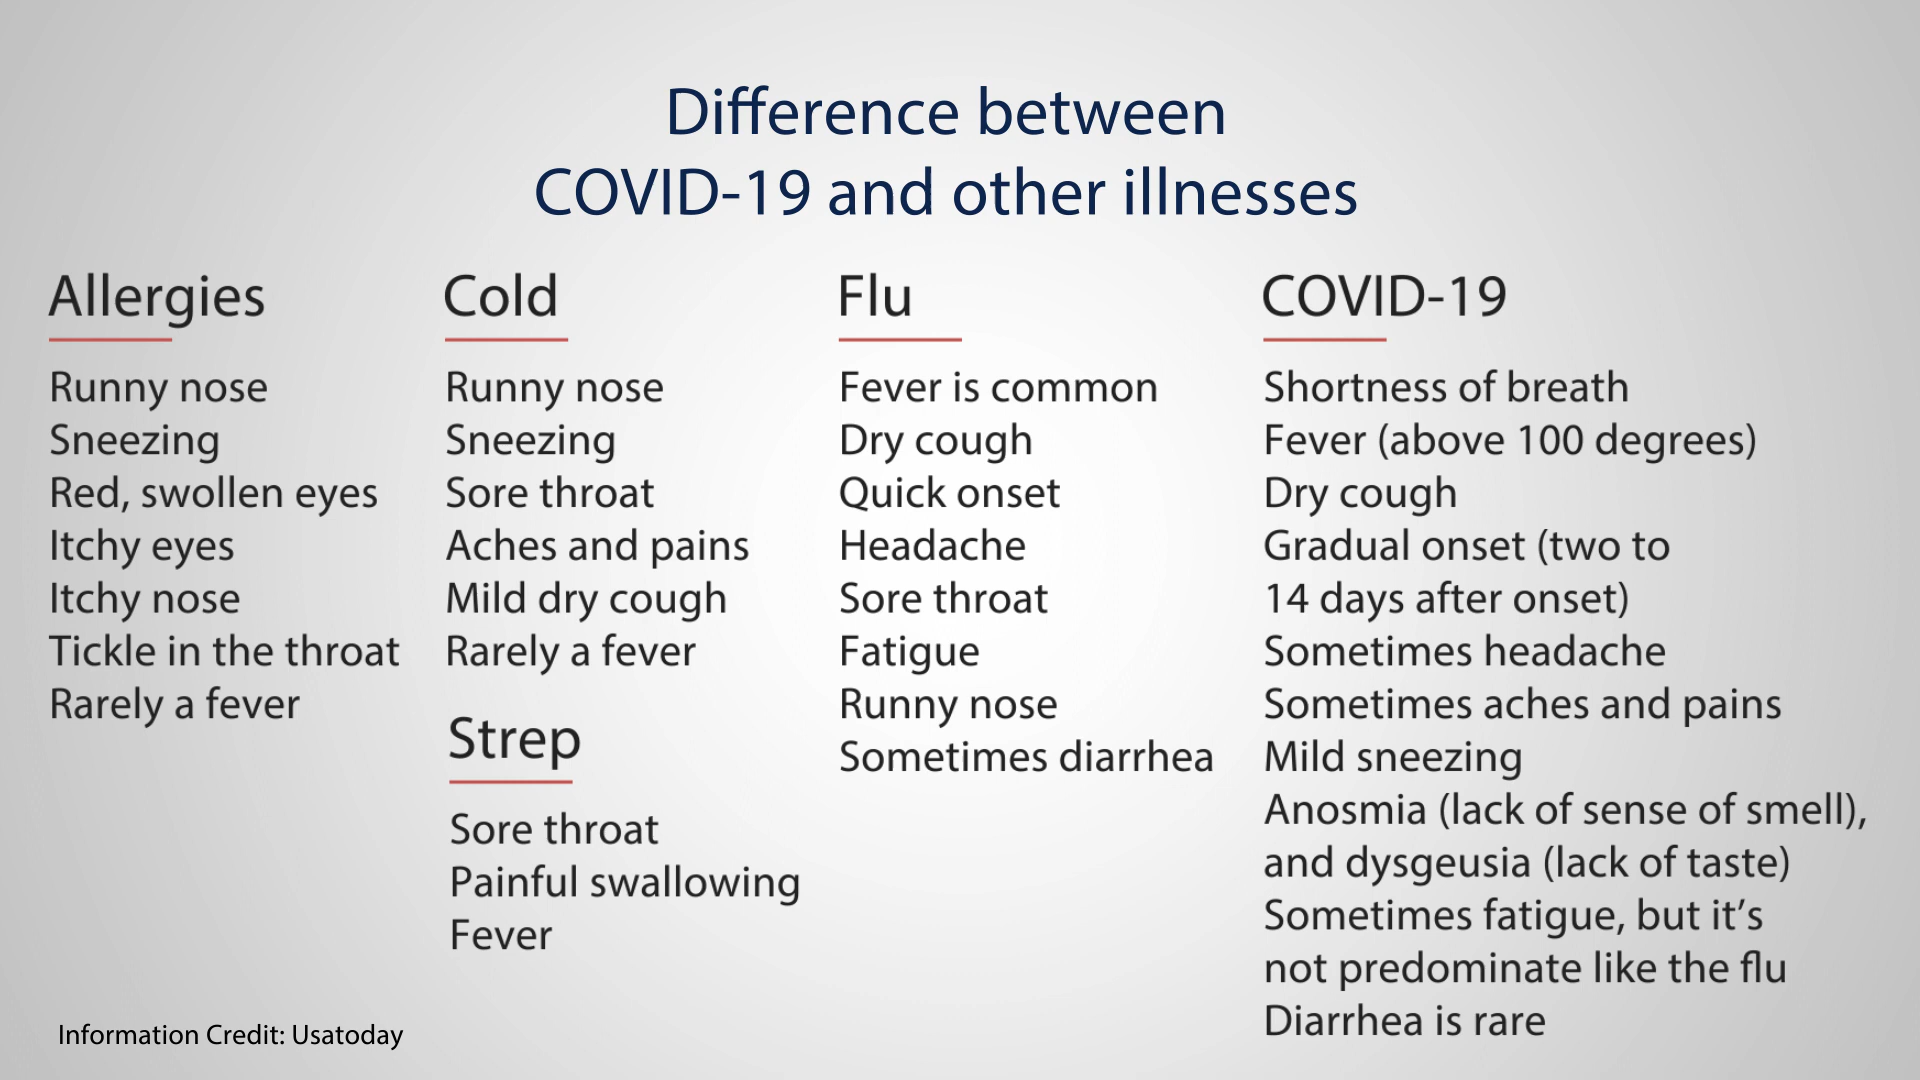 Difference between
COVID-19 and other illnesses
Allergies
Runny nose
Sneezing
Red, swollen eyes
Itchy eyes
Itchy nose
Tickle in the throat
Rarely a fever
Cold
Runny nose
Sneezing
Sore throat
Aches and pains
Mild dry cough
Rarely a fever
Strep
Sore throat
Painful swallowing
Fever
Flu
Fever is common
Dry cough
Quick onset
Headache
Sore throat
Fatigue
Runny nose
Sometimes diarrhea
COVID-19
Shortness of breath
Fever (above 100 degrees)
Dry cough
Gradual onset (two to
14 days after onset)
Sometimes headache
Sometimes aches and pains
Mild sneezing
Anosmia (lack of sense of smell),
and dysgeusia (lack of taste)
Sometimes fatigue, but it’s
not predominate like the flu
Diarrhea is rare
Information Credit: Usatoday